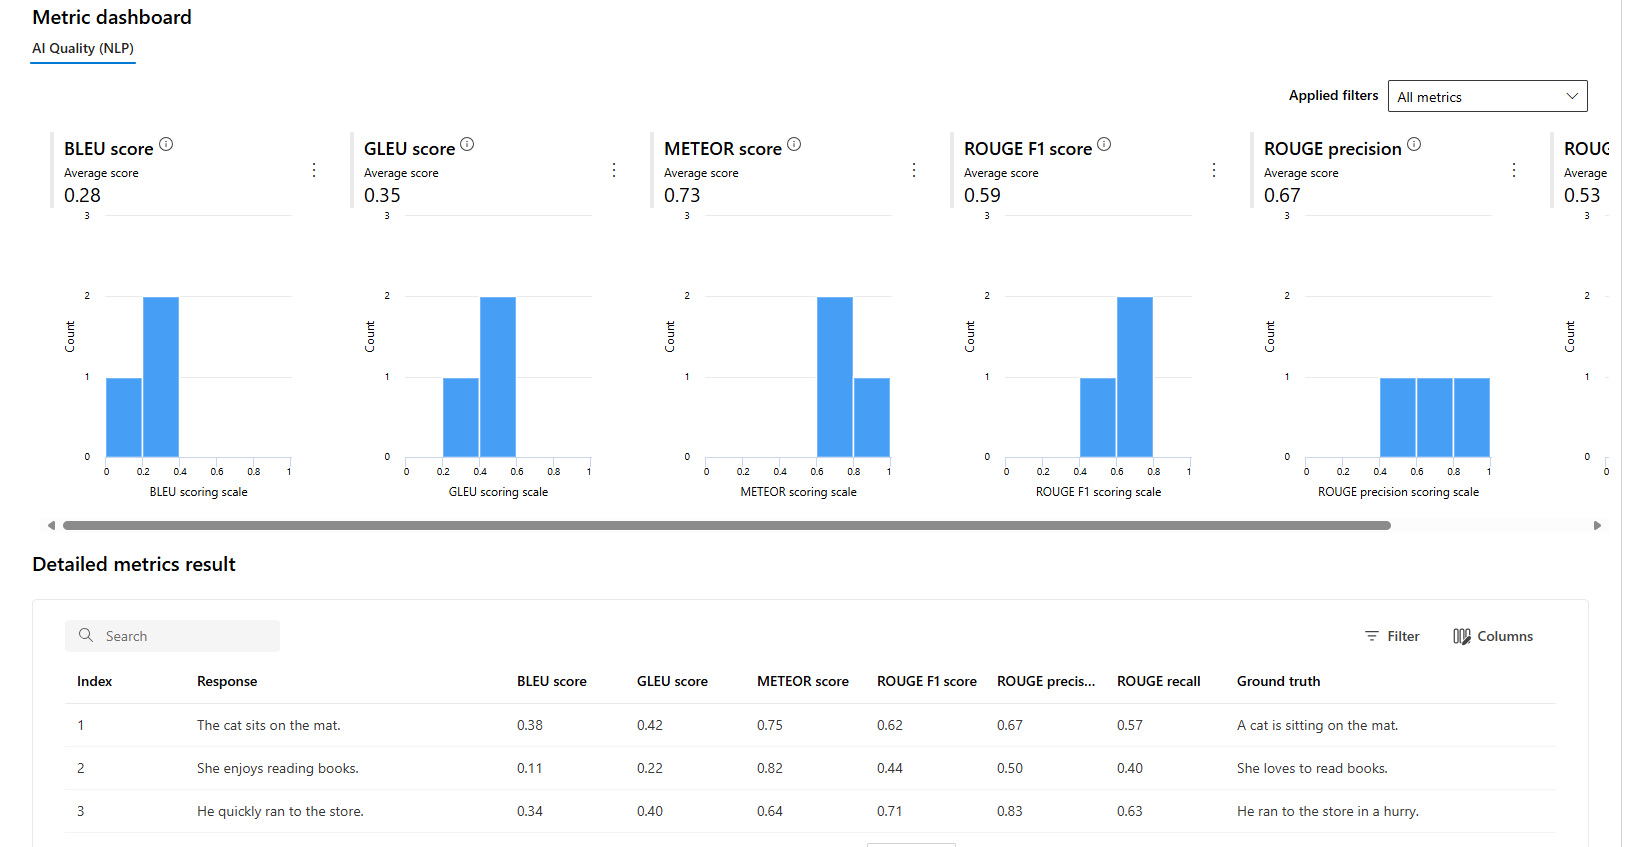 Metric dashboard
AI Quality (NLP)
Applied filters All metrics
BLEU score
Average score
0.28
3
2
1
0
Count
0 0.2 0.4 0.6 0.8 1
BLEU scoring scale
GLEU score
Average score
0.35
3
2
1
0
Count
0 0.2 0.4 0.6 0.8 1
GLEU scoring scale
METEOR score
Average score
0.73
3
2
1
0
Count
0 0.2 0.4 0.6 0.8 1
METEOR scoring scale
ROUGE F1 score
Average score
0.59
3
2
1
0
Count
0 0.2 0.4 0.6 0.8 1
ROUGE F1 scoring scale
ROUGE precision
Average score
0.67
3
2
1
0
Count
0 0.2 0.4 0.6 0.8 1
ROUGE precision scoring scale
Average
0.53
3
2
1
0
Count
0
Detailed metrics result
Search Filter Columns
Index Response BLEU score GLEU score METEOR score ROUGE F1 score ROUGE precis... ROUGE recall Ground truth
1 The cat sits on the mat. 0.38 0.42 0.75 0.62 0.67 0.57 A cat is sitting on the mat.
2 She enjoys reading books. 0.11 0.22 0.82 0.44 0.50 0.40 She loves to read books.
3 He quickly ran to the store. 0.34 0.40 0.64 0.71 0.83 0.63 He ran to the store in a hurry.